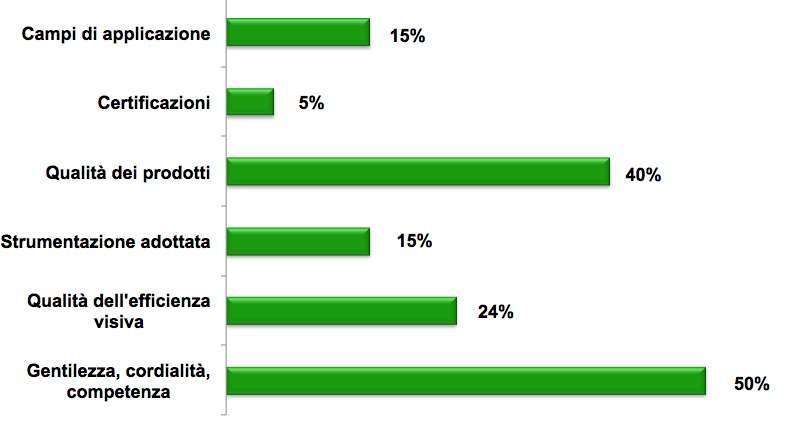 Campi di applicazione
15%
Certificazioni
5%
Qualità dei prodotti
40%
Strumentazione adottata
15%
Qualità dell'efficienza
visiva
24%
Gentilezza, cordialità,
competenza
50%